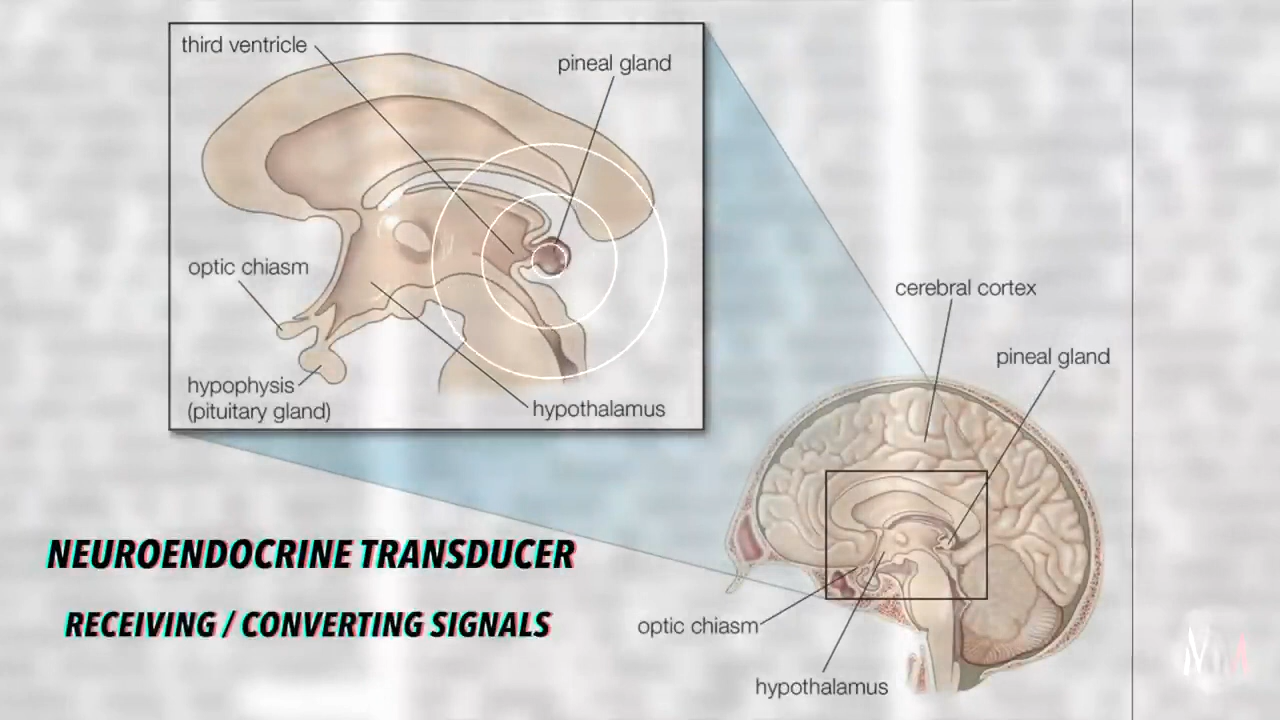 third ventricle
pineal gland
optic chiasm
hypophysis
(pituitary gland)
hypothalamus
cerebral cortex
pineal gland
optic chiasm
hypothalamus
NEUROENDOCRINE TRANSDUCER
RECEIVING / CONVERTING SIGNALS